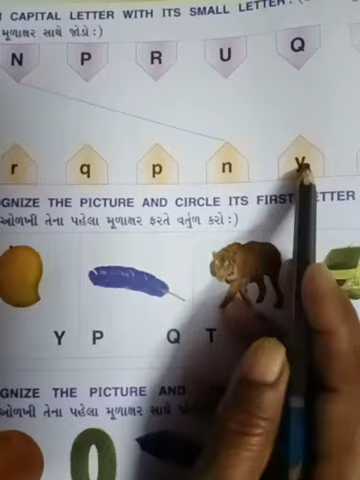 CAPITAL LETTER WITH ITS SMALL LETTER
મૂળાક્ષર સાથે જોડો :)
N P R U Q
r q p n y
GNIZE THE PICTURE AND CIRCLE ITS FIRST LETTER
ઓળખી તેના પહેલા મૂળાક્ષર ફરતે વર્તુળ કરો :)
Y P Q T
GNIZE THE PICTURE AND
ઓળખી તેના પહેલા મૂળાક્ષર સાથે